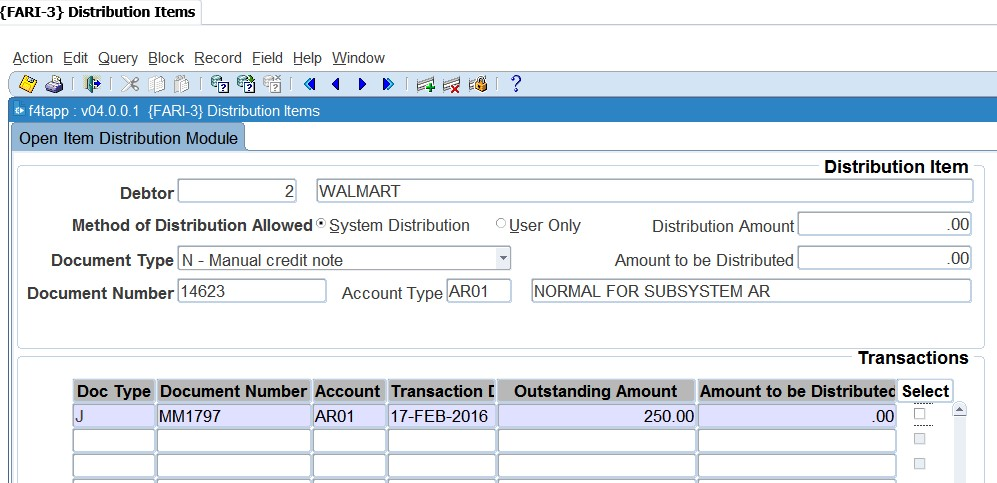 {FARI-3} Distribution Items
Action Edit Query Block Record Field Help Window
f4tapp : v04.0.0.1 {FARI-3} Distribution Items
Open Item Distribution Module
Distribution Item
Debtor 2 WALMART
Method of Distribution Allowed System Distribution User Only Distribution Amount .00
Document Type N - Manual credit note Amount to be Distributed .00
Document Number 14623 Account Type AR01 NORMAL FOR SUBSYSTEM AR
Transactions
Doc Type Document Number Account Transaction D Outstanding Amount Amount to be Distributed Select
J MM1797 AR01 17-FEB-2016 250.00 .00